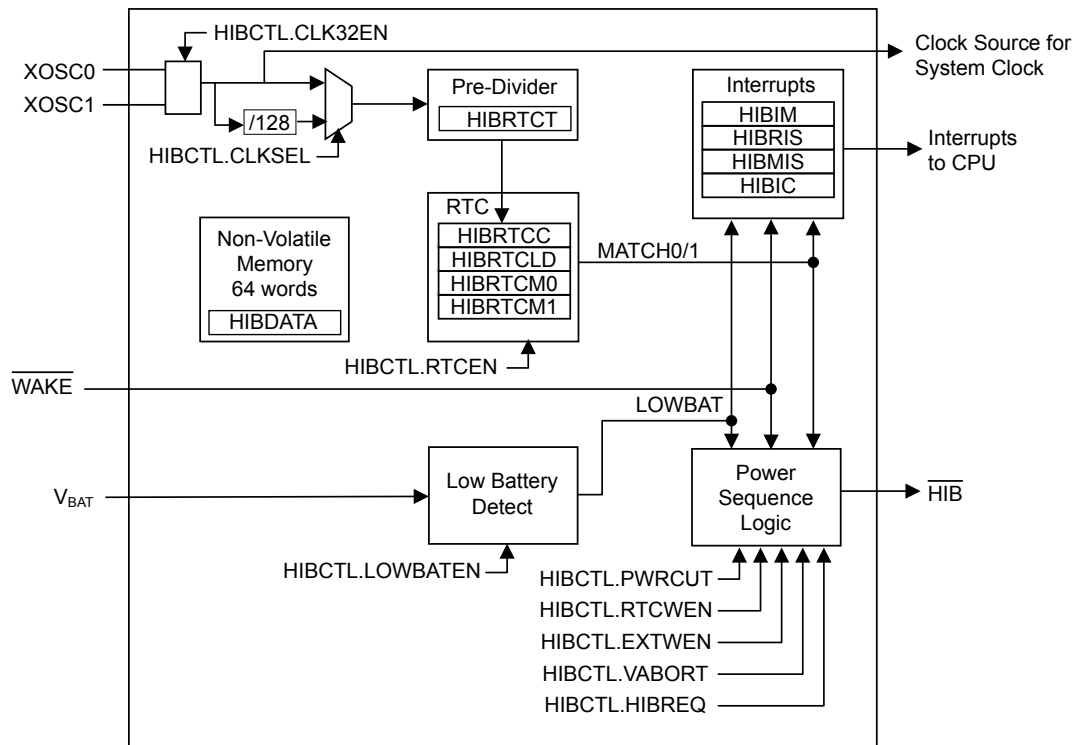 HIBCTL.CLK32EN
XOSC0
XOSC1
/128
HIBCTL.CLKSEL
Pre-Divider
HIBRTCT
Interrupts
HIBIM
HIBRIS
HIBMIS
HIBIC
Clock Source for
System Clock
Interrupts
to CPU
Non-Volatile
Memory
64 words
HIBDATA
RTC
HIBRTCC
HIBRTCLD
HIBRTCM0
HIBRTCM1
MATCH0/1
HIBCTL.RTCEN
WAKE
LOWBAT
VBAT
Low Battery
Detect
HIBCTL.LOWBATEN
Power
Sequence
Logic
HIB
HIBCTL.PWRCUT
HIBCTL.RTCWEN
HIBCTL.EXTWEN
HIBCTL.VABORT
HIBCTL.HIBREQ